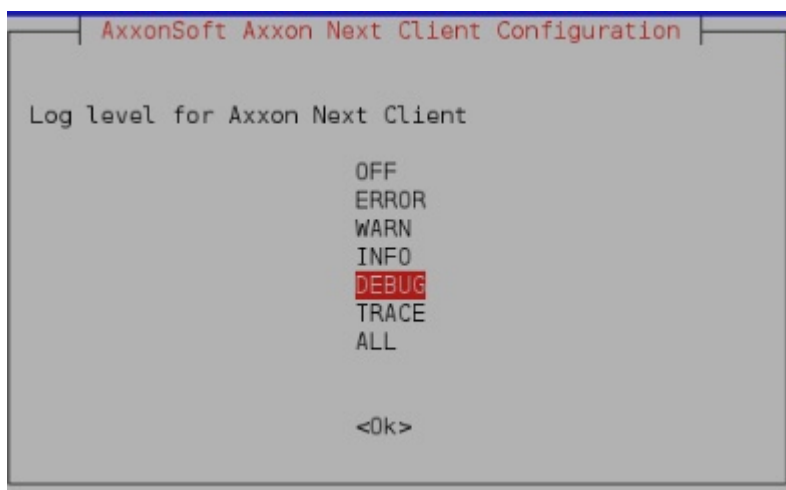 AxxonSoft Axxon Next Client Configuration
Log level for Axxon Next Client
OFF
ERROR
WARN
INFO
DEBUG
TRACE
ALL
<Ok>